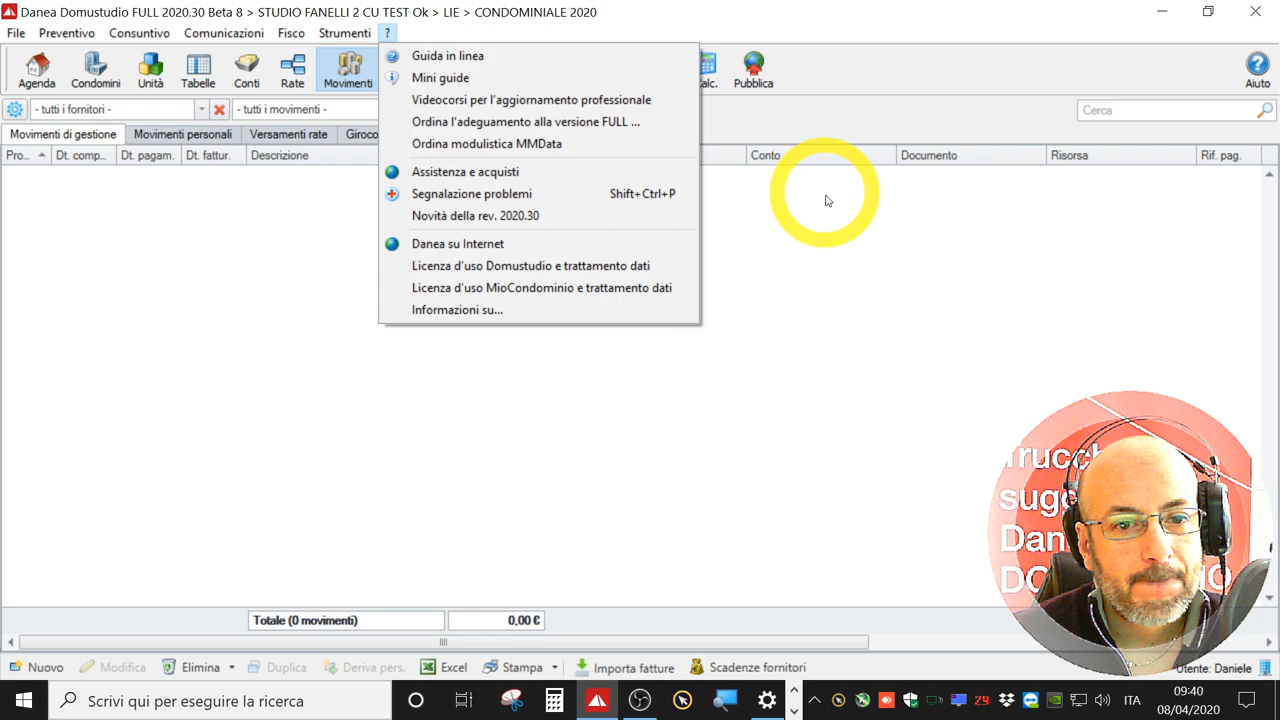 Danea Domustudio FULL 2020.30 Beta 8 > STUDIO FANELLI 2 CU TEST Ok > LIE > CONDOMINIALE 2020
File Preventivo Consuntivo Comunicazioni Fisco Strumenti ?
Agenda Condomini Unità Tabelle Conti Rate Movimenti Pubblica Aiuto
- tutti i fornitori - - tutti i movimenti - Cerca
Movimenti di gestione Movimenti personali Versamenti rate Giroco
Pro... Dt. comp... Dt. pagam. Dt. fattur. Descrizione Conto Documento Risorsa Rif. pag.
Guida in linea
Mini guide
Videocorsi per l'aggiornamento professionale
Ordina l'adeguamento alla versione FULL ...
Ordina modulistica MMData
Assistenza e acquisti
Segnalazione problemi Shift+Ctrl+P
Novità della rev. 2020.30
Danea su Internet
Licenza d'uso Domustudio e trattamento dati
Licenza d'uso MioCondominio e trattamento dati
Informazioni su...
Totale (0 movimenti) 0,00 €
Nuovo Modifica Elimina Duplica Deriva pers. Excel Stampa Importa fatture Scadenze fornitori Utente: Daniele
Scrivi qui per eseguire la ricerca
29 ITA 09:40
08/04/2020